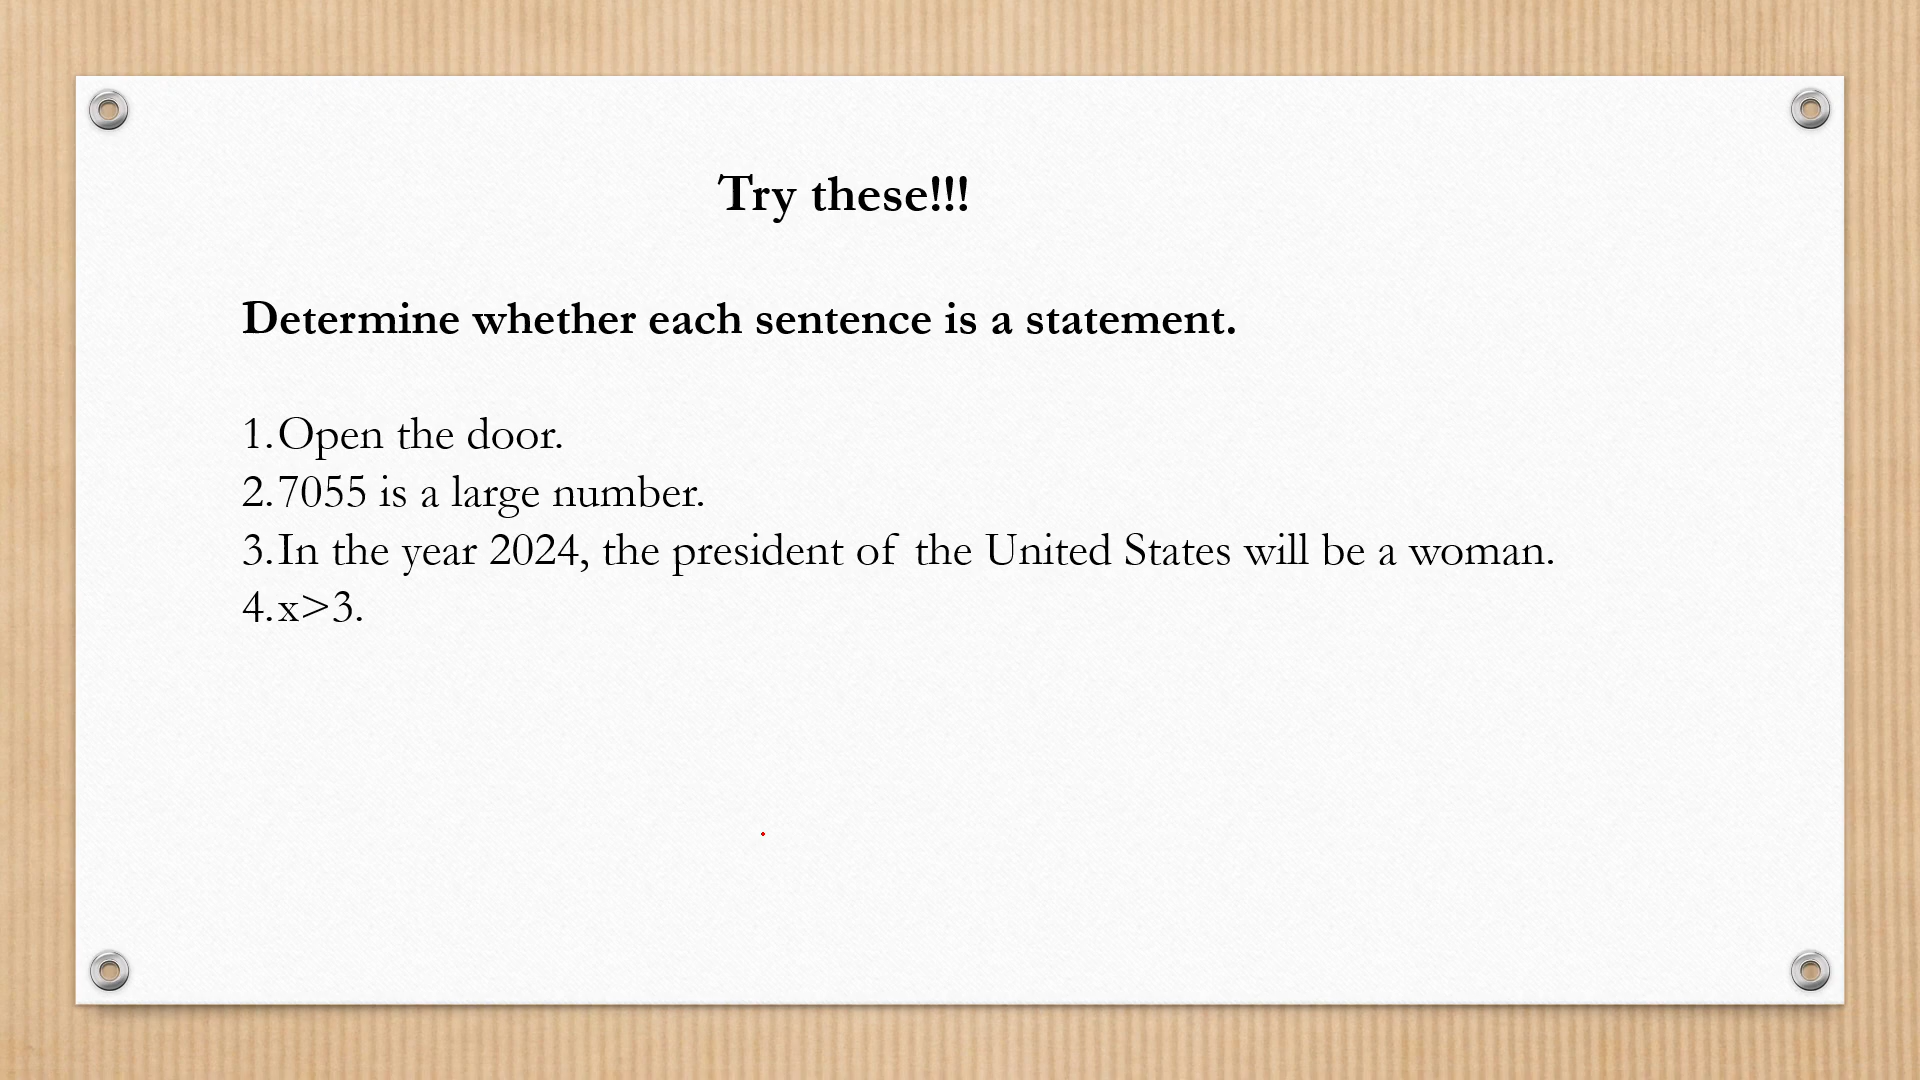 Try these!!!
Determine whether each sentence is a statement.
1. Open the door.
2. 7055 is a large number.
3. In the year 2024, the president of the United States will be a woman.
4. x>3.